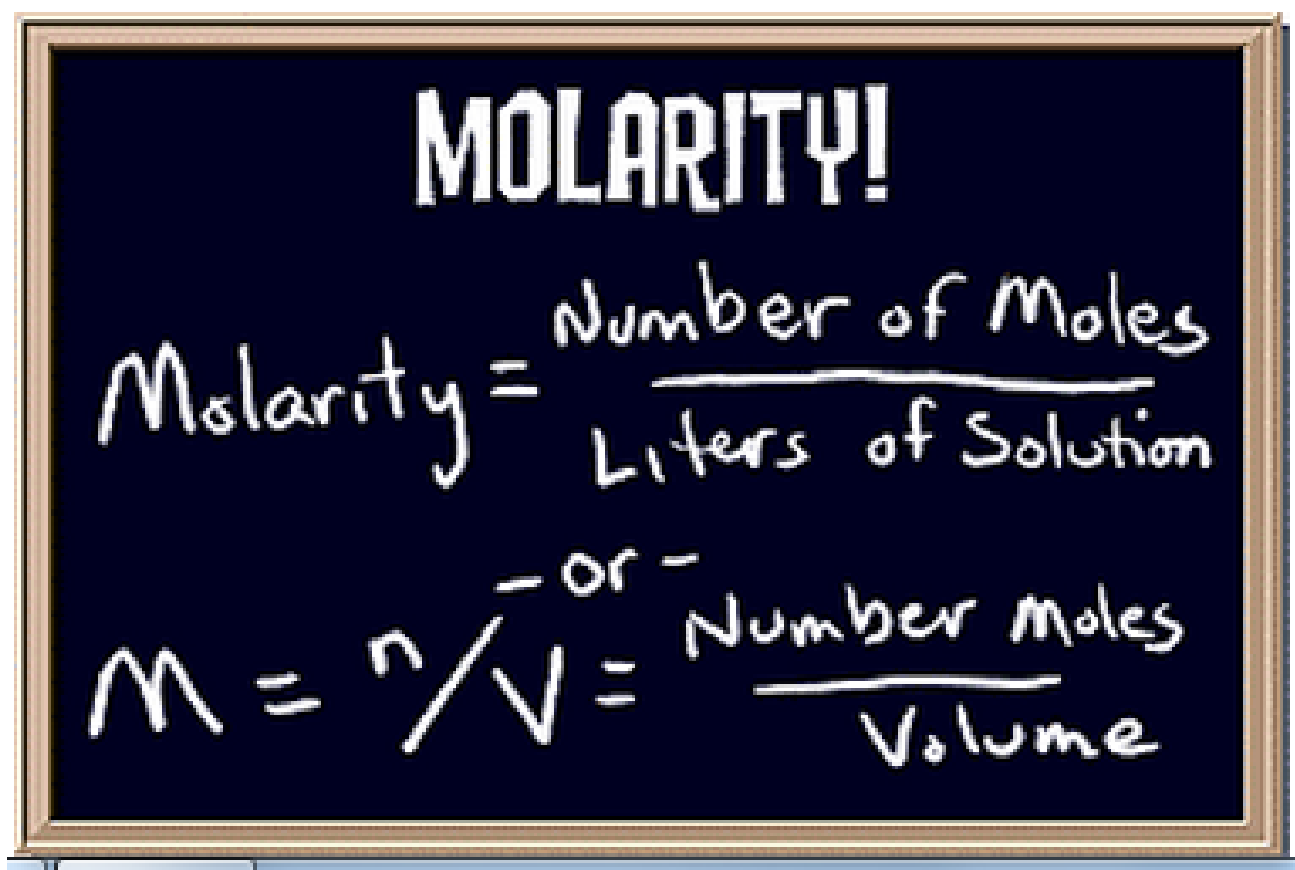 MOLARITY!
Molarity = Number of Moles / Liters of Solution
- or -
M = n/V = Number moles / Volume